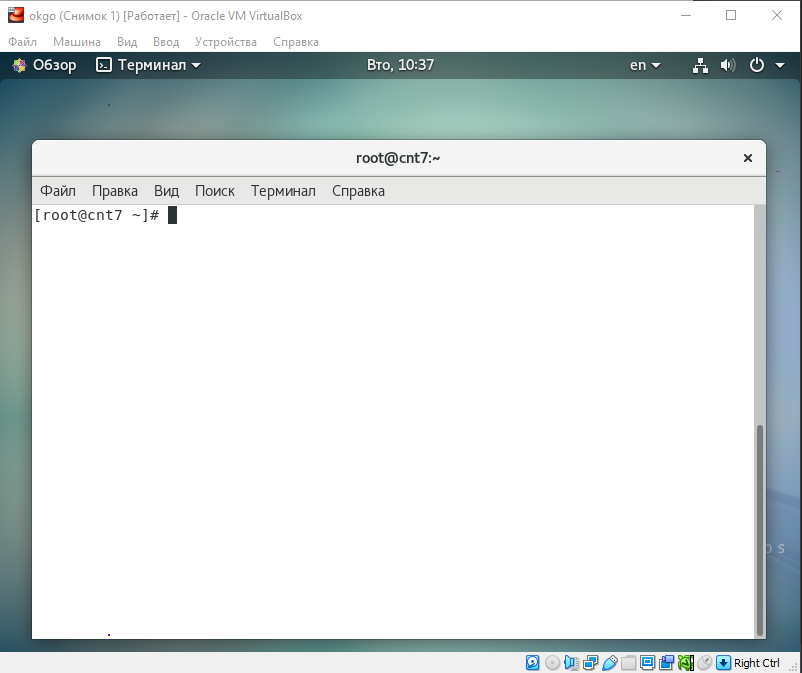 okgo (Снимок 1) [Работает] - Oracle VM VirtualBox
Файл Машина Вид Ввод Устройства Справка
Обзор Терминал Вто, 10:37 en
root@cnt7:~
Файл Правка Вид Поиск Терминал Справка
[root@cnt7 ~]#
O S
Right Ctrl